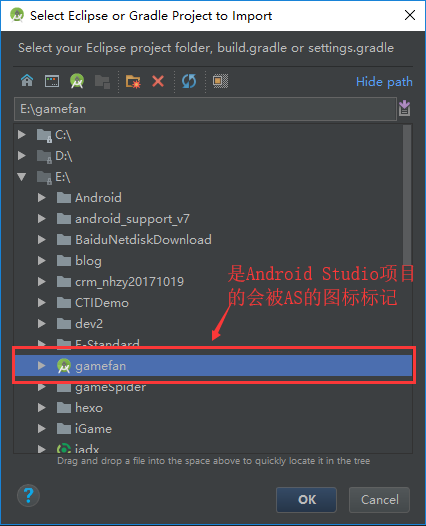 Select Eclipse or Gradle Project to Import
Select your Eclipse project folder, build.gradle or settings.gradle
Hide path
E:\gamefan
C:\
D:\
E:\
Android
android_support_v7
BaiduNetdiskDownload
blog
crm_nhzy20171019
CTIDemo
dev2
E-Standard
gamefan
gameSpider
hexo
iGame
jadx
是Android Studio项目
的会被AS的图标标记
Drag and drop a file into the space above to quickly locate it in the tree
?
OK
Cancel